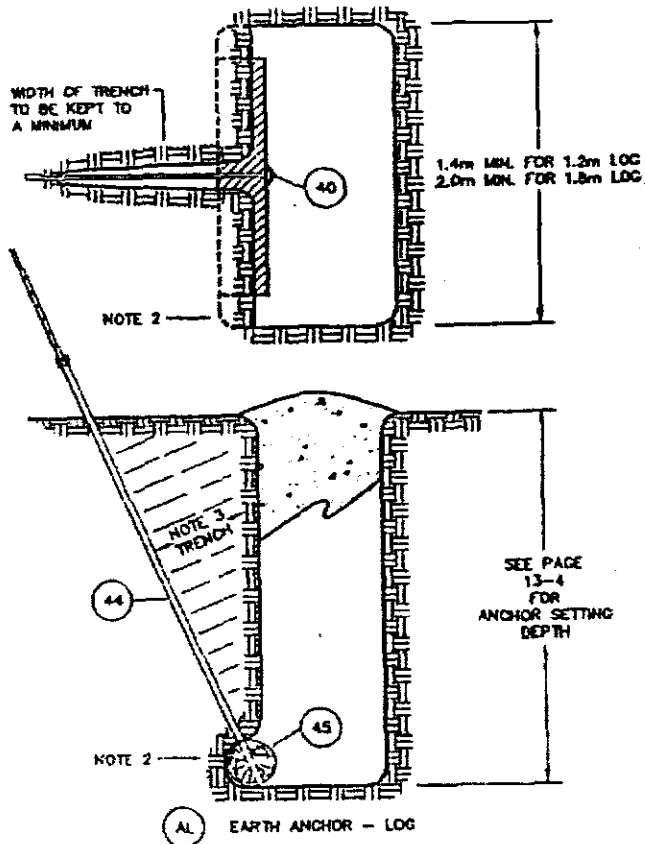 WIDTH OF TRENCH
TO BE KEPT TO
A MINIMUM
40
1.4m MIN. FOR 1.2m LOG
2.0m MIN. FOR 1.8m LOG
NOTE 2
NOTE 3
TRENCH
44
SEE PAGE
13-4
FOR
ANCHOR SETTING
DEPTH
45
NOTE 2
AL EARTH ANCHOR - LOG